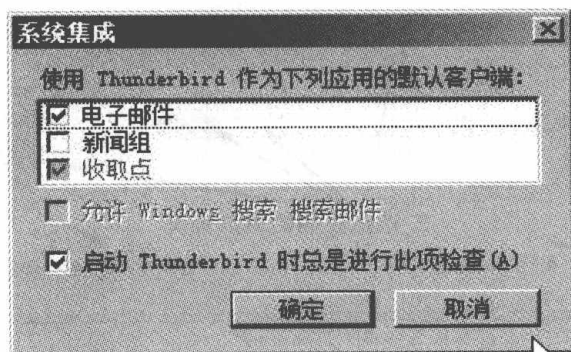 系统集成
使用 Thunderbird 作为下列应用的默认客户端:
电子邮件
新闻组
收取点
允许 Windows 搜索 搜索邮件
启动 Thunderbird 时总是进行此项检查(A)
确定 取消